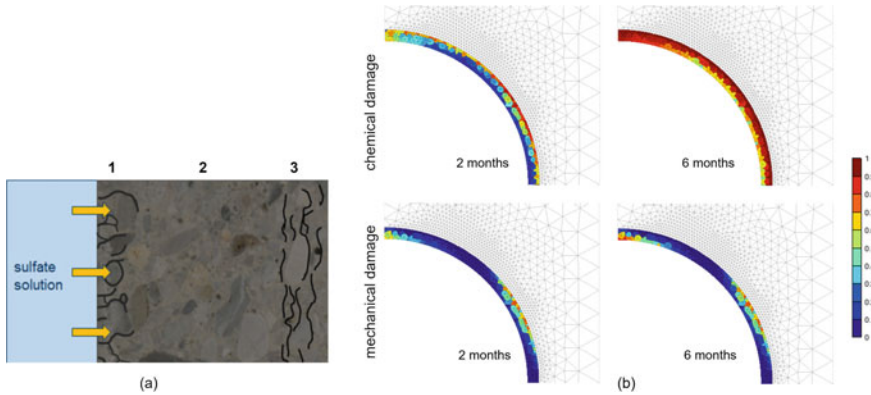 1 2 3
sulfate
solution
(a)
chemical damage
2 months
6 months
mechanical damage
2 months
6 months
(b)
1
0